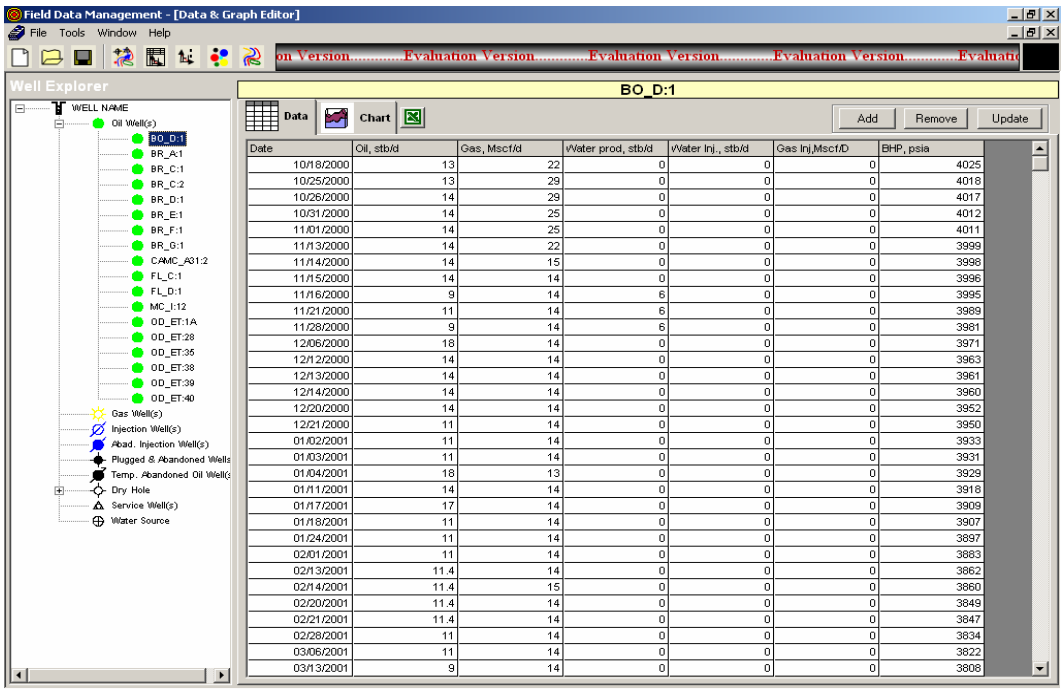 Field Data Management - [Data & Graph Editor]
File Tools Window Help
on Version............Evaluation Version............Evaluation Version............Evaluation Version............Evaluatio
Well Explorer
BO_D:1
WELL NAME
Oil Well(s)
BO_D:1
BR_A:1
BR_C:1
BR_C:2
BR_D:1
BR_E:1
BR_F:1
BR_G:1
CAMC_A31:2
FL_C:1
FL_D:1
MC_I:12
OD_ET:1A
OD_ET:28
OD_ET:35
OD_ET:38
OD_ET:39
OD_ET:40
Gas Well(s)
Injection Well(s)
Abad. Injection Well(s)
Plugged & Abandoned Wells
Temp. Abandoned Oil Well(s
Dry Hole
Service Well(s)
Water Source
Data Chart Add Remove Update
Date Oil, stb/d Gas, Mscf/d Water prod, stb/d Water Inj., stb/d Gas Inj,Mscf/D BHP, psia
10/18/2000 13 22 0 0 0 4025
10/25/2000 13 29 0 0 0 4018
10/26/2000 14 29 0 0 0 4017
10/31/2000 14 25 0 0 0 4012
11/01/2000 14 25 0 0 0 4011
11/13/2000 14 22 0 0 0 3999
11/14/2000 14 15 0 0 0 3998
11/15/2000 14 14 0 0 0 3996
11/16/2000 9 14 6 0 0 3995
11/21/2000 11 14 6 0 0 3989
11/28/2000 9 14 6 0 0 3981
12/06/2000 18 14 0 0 0 3971
12/12/2000 14 14 0 0 0 3963
12/13/2000 14 14 0 0 0 3961
12/14/2000 14 14 0 0 0 3960
12/20/2000 14 14 0 0 0 3952
12/21/2000 11 14 0 0 0 3950
01/02/2001 11 14 0 0 0 3933
01/03/2001 11 14 0 0 0 3931
01/04/2001 18 13 0 0 0 3929
01/11/2001 14 14 0 0 0 3918
01/17/2001 17 14 0 0 0 3909
01/18/2001 11 14 0 0 0 3907
01/24/2001 11 14 0 0 0 3897
02/01/2001 11 14 0 0 0 3883
02/13/2001 11.4 14 0 0 0 3862
02/14/2001 11.4 15 0 0 0 3860
02/20/2001 11.4 14 0 0 0 3849
02/21/2001 11.4 14 0 0 0 3847
02/28/2001 11 14 0 0 0 3834
03/06/2001 11 14 0 0 0 3822
03/13/2001 9 14 0 0 0 3808